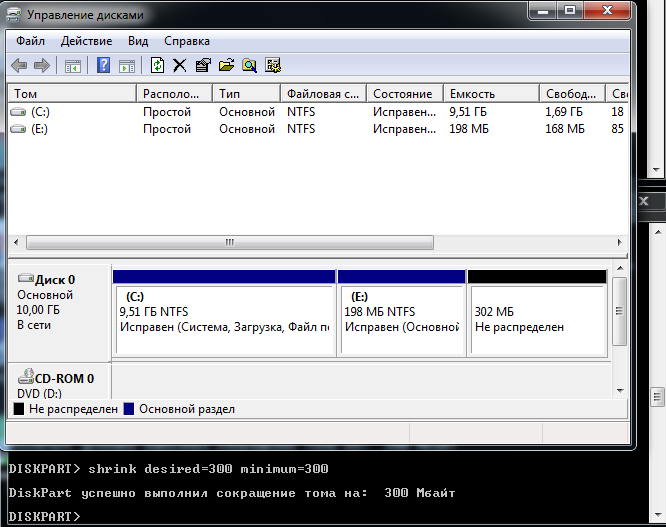 Управление дисками
Файл Действие Вид Справка
Том Располо... Тип Файловая с... Состояние Емкость Свобод... Све
(C:) Простой Основной NTFS Исправен... 9,51 ГБ 1,69 ГБ 18
(E:) Простой Основной NTFS Исправен... 198 МБ 168 МБ 85
Диск 0
Основной
10,00 ГБ
В сети
(C:)
9,51 ГБ NTFS
Исправен (Система, Загрузка, Файл по
(E:)
198 МБ NTFS
Исправен (Основной
302 МБ
Не распределен
CD-ROM 0
DVD (D:)
Не распределен Основной раздел
DISKPART> shrink desired=300 minimum=300
DiskPart успешно выполнил сокращение тома на: 300 Мбайт
DISKPART>